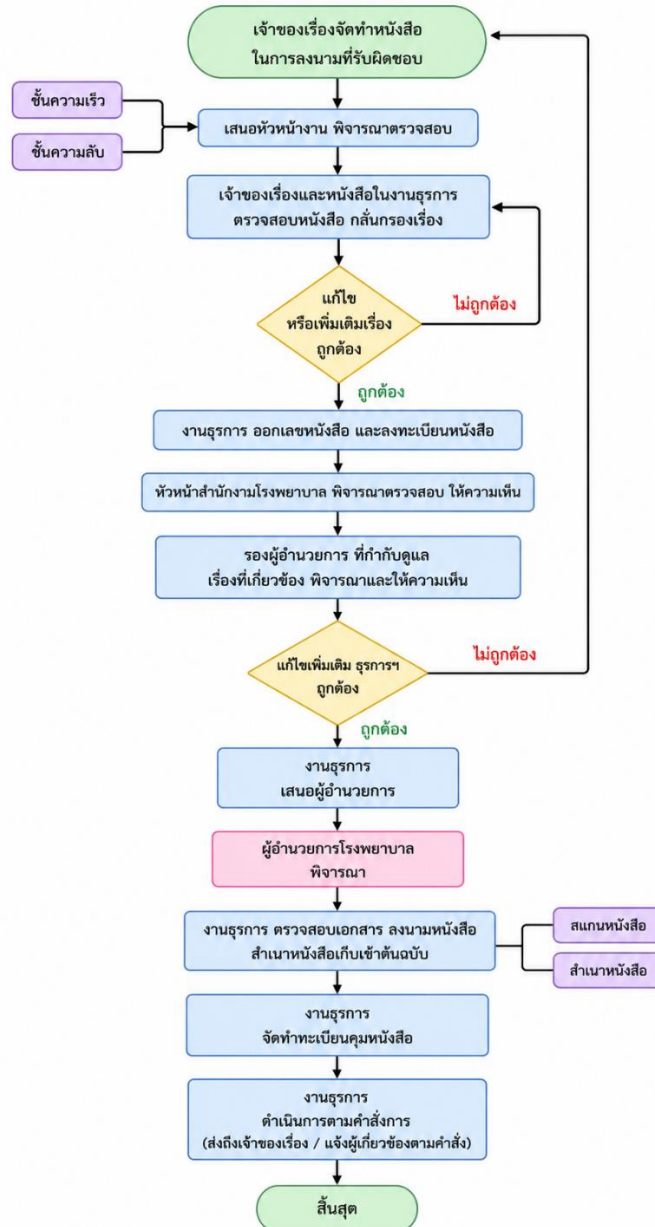 เจ้าของเรื่องจัดทำหนังสือ
ในการลงนามที่รับผิดชอบ
ชั้นความเร็ว
ชั้นความลับ
เสนอหัวหน้างาน พิจารณาตรวจสอบ
เจ้าของเรื่องและหนังสือในงานธุรการ
ตรวจสอบหนังสือ กลั่นกรองเรื่อง
แก้ไข
หรือเพิ่มเติมเรื่อง
ถูกต้อง
ไม่ถูกต้อง
ถูกต้อง
งานธุรการ ออกเลขหนังสือ และลงทะเบียนหนังสือ
หัวหน้าสำนักงามโรงพยาบาล พิจารณาตรวจสอบ ให้ความเห็น
รองผู้อำนวยการ ที่กำกับดูแล
เรื่องที่เกี่ยวข้อง พิจารณาและให้ความเห็น
แก้ไขเพิ่มเติม ธุรการฯ
ถูกต้อง
ไม่ถูกต้อง
ถูกต้อง
งานธุรการ
เสนอผู้อำนวยการ
ผู้อำนวยการโรงพยาบาล
พิจารณา
งานธุรการ ตรวจสอบเอกสาร ลงนามหนังสือ
สำเนาหนังสือเก็บเข้าต้นฉบับ
สแกนหนังสือ
สำเนาหนังสือ
งานธุรการ
จัดทำทะเบียนคุมหนังสือ
งานธุรการ
ดำเนินการตามคำสั่งการ
(ส่งถึงเจ้าของเรื่อง / แจ้งผู้เกี่ยวข้องตามคำสั่ง)
สิ้นสุด